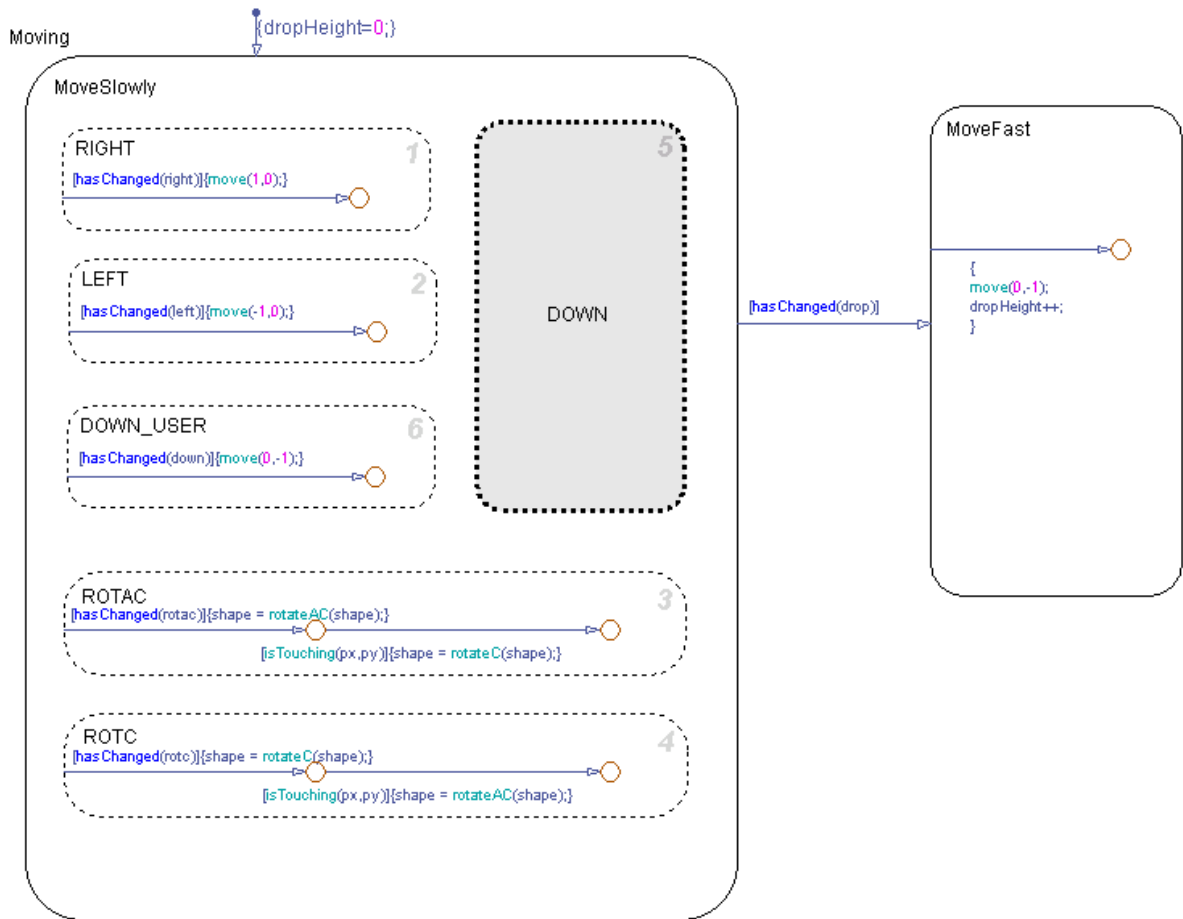 {dropHeight=0;}
Moving
MoveSlowly
RIGHT
1
[hasChanged(right)]{move(1,0);}
LEFT
2
[hasChanged(left)]{move(-1,0);}
DOWN_USER
6
[hasChanged(down)]{move(0,-1);}
5
DOWN
ROTAC
3
[hasChanged(rotac)]{shape = rotateAC(shape);}
[isTouching(px,py)]{shape = rotateC(shape);}
ROTC
4
[hasChanged(rotc)]{shape = rotateC(shape);}
[isTouching(px,py)]{shape = rotateAC(shape);}
[hasChanged(drop)]
MoveFast
{
move(0,-1);
dropHeight++;
}